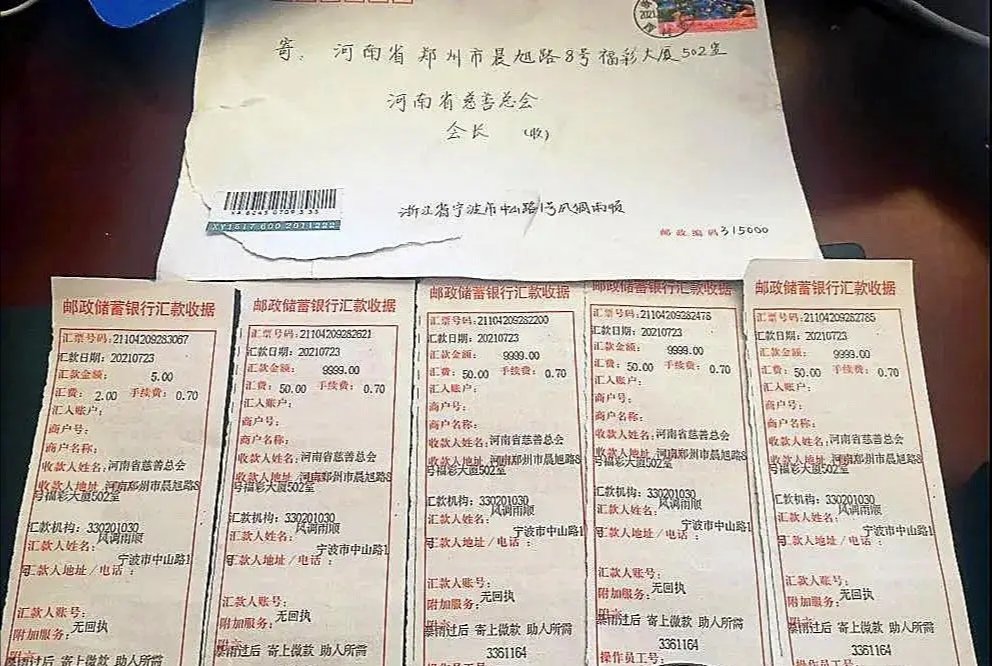 2021
寄：河南省郑州市晨旭路8号福彩大厦502室
河南省慈善总会
会长（收）
XY1617 600 2011222
浙江省宁波市中山路1号风调雨顺
邮政编码315000
邮政储蓄银行汇款收据
汇票号码:21104209283067
汇款日期：20210723
汇款金额： 5.00
汇费：2.00 手续费：0.70
汇入账户：
商户号：
商户名称：
收款人姓名:河南省慈善总会
收款人地址:河南郑州市晨旭路8
号福彩大厦502室
汇款机构：330201030
风调雨顺
汇款人姓名：
宁波市中山路1
号
汇款人地址/电话：
汇款人账号：
附加服务：无回执
附言：
暴雨过后 寄上微款 助人所需
邮政储蓄银行汇款收据
汇票号码:21104209282621
汇款日期：20210723
汇款金额： 9999.00
汇费：50.00 手续费：0.70
汇入账户：
商户号：
商户名称：
收款人姓名:河南省慈善总会
收款人地址:河南郑州市晨旭路8
号福彩大厦502室
汇款机构：330201030
风调雨顺
汇款人姓名：
宁波市中山路1
号
汇款人地址/电话：
汇款人账号：
附加服务：无回执
附言：
暴雨过后 寄上微款 助人所需
邮政储蓄银行汇款收据
汇票号码:21104209282200
汇款日期：20210723
汇款金额： 9999.00
汇费：50.00 手续费：0.70
汇入账户：
商户号：
商户名称：
收款人姓名:河南省慈善总会
收款人地址:河南郑州市晨旭路8
号福彩大厦502室
汇款机构：330201030
风调雨顺
汇款人姓名：
宁波市中山路1
号
汇款人地址/电话：
汇款人账号：
附加服务：无回执
附言：
暴雨过后 寄上微款 助人所需
3361164
邮政储蓄银行汇款收据
汇票号码:21104209282476
汇款日期：20210723
汇款金额： 9999.00
汇费：50.00 手续费：0.70
汇入账户：
商户号：
商户名称：
收款人姓名:河南省慈善总会
收款人地址:河南郑州市晨旭路8
号福彩大厦502室
汇款机构：330201030
风调雨顺
汇款人姓名：
宁波市中山路1
号
汇款人地址/电话：
汇款人账号：
附加服务：无回执
附言：
暴雨过后 寄上微款 助人所需
3361164
操作员工号：
邮政储蓄银行汇款收据
汇票号码:21104209282785
汇款日期：20210723
汇款金额： 9999.00
汇费：50.00 手续费：0.70
汇入账户：
商户号：
商户名称：
收款人姓名:河南省慈善总会
收款人地址:河南郑州市晨旭路8
号福彩大厦502室
汇款机构：330201030
风调雨顺
汇款人姓名：
宁波市中山路1
号
汇款人地址/电话：
汇款人账号：
附加服务：无回执
附言：
暴雨过后 寄上微款 助人所需
3361164